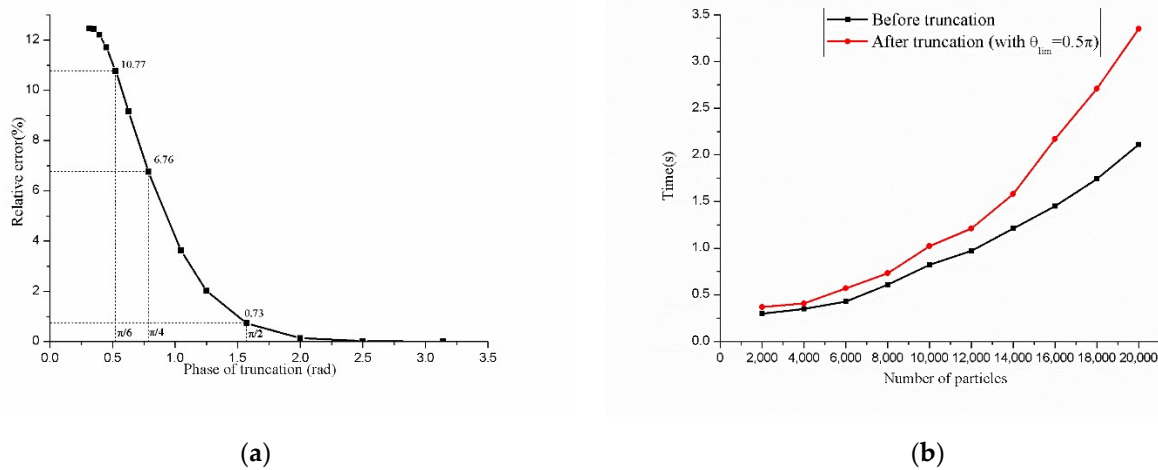 12
10
8
6
4
2
0
Relative error(%)
10.77
6.76
0.73
π/6
π/4
π/2
0.0 0.5 1.0 1.5 2.0 2.5 3.0 3.5
Phase of truncation (rad)
(a)
Before truncation
After truncation (with θlim=0.5π)
3.5
3.0
2.5
2.0
1.5
1.0
0.5
0.0
Time(s)
2,000 4,000 6,000 8,000 10,000 12,000 14,000 16,000 18,000 20,000
Number of particles
(b)